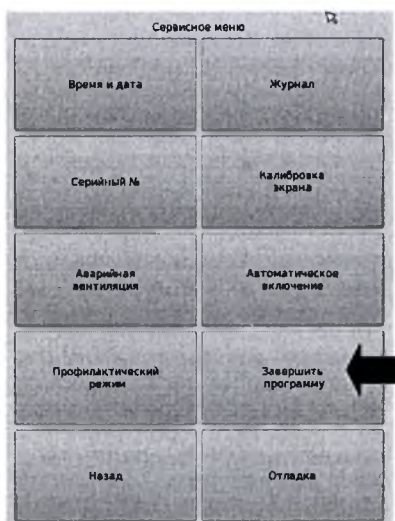 Сервисное меню
Время и дата
Журнал
Серийный №
Калибровка
экрана
Аварийная
вентиляция
Автоматическое
включение
Профилактический
режим
Завершить
программу
Назад
Отладка